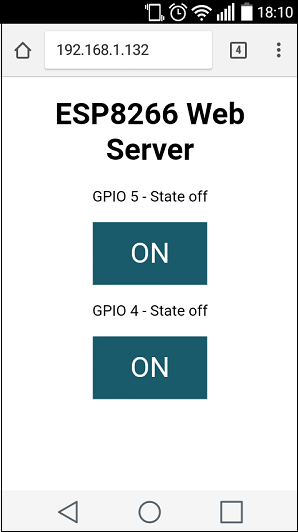 18:10
192.168.1.132
4
ESP8266 Web
Server
GPIO 5 - State off
ON
GPIO 4 - State off
ON